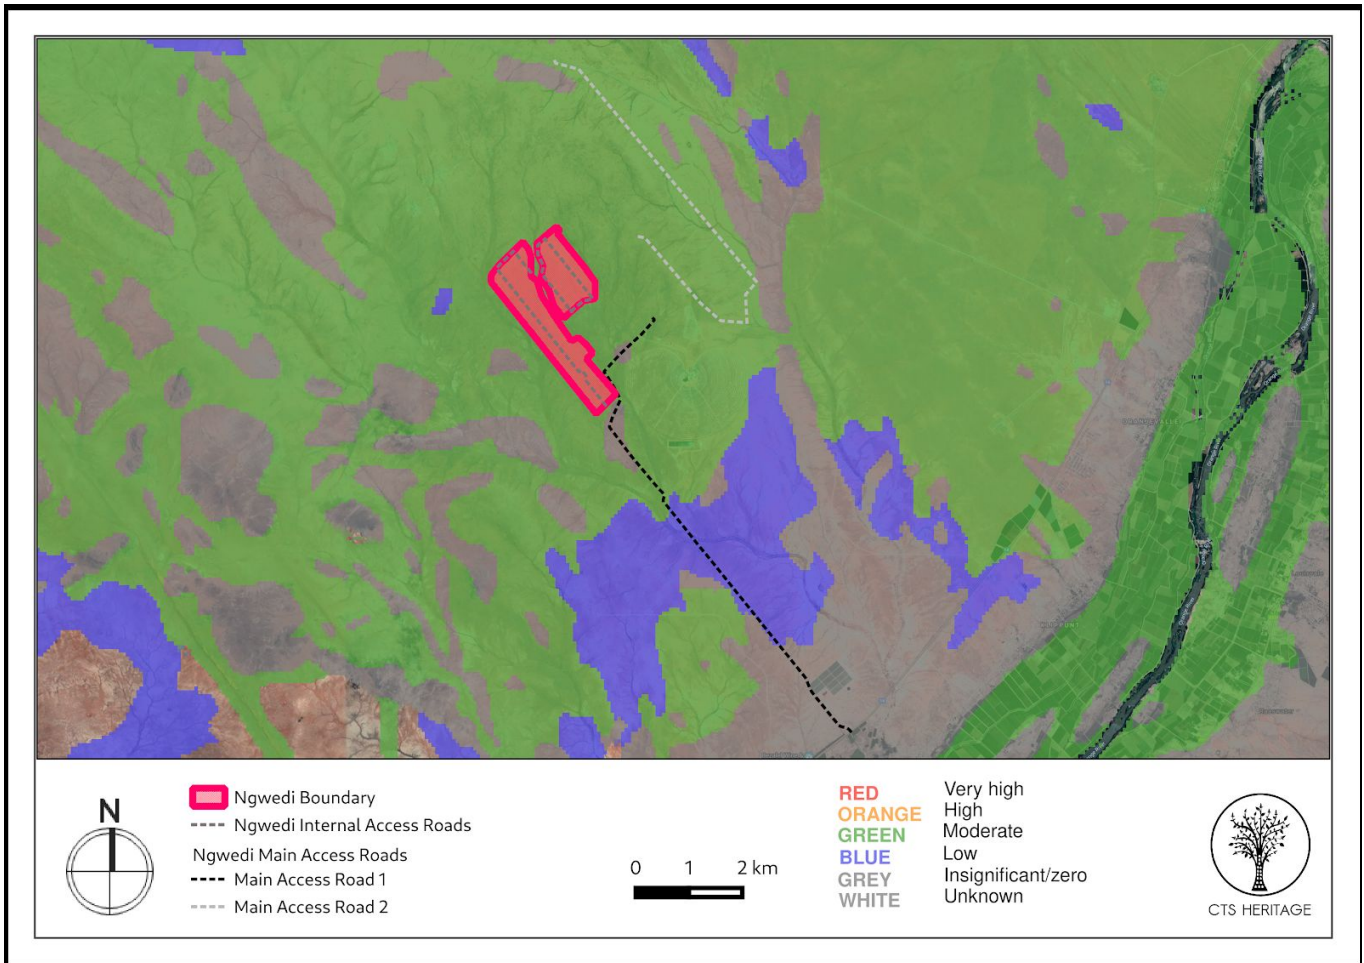 N
Ngwedi Boundary
Ngwedi Internal Access Roads
Ngwedi Main Access Roads
Main Access Road 1
Main Access Road 2
0 1 2 km
RED Very high
ORANGE High
GREEN Moderate
BLUE Low
GREY Insignificant/zero
WHITE Unknown
CTS HERITAGE